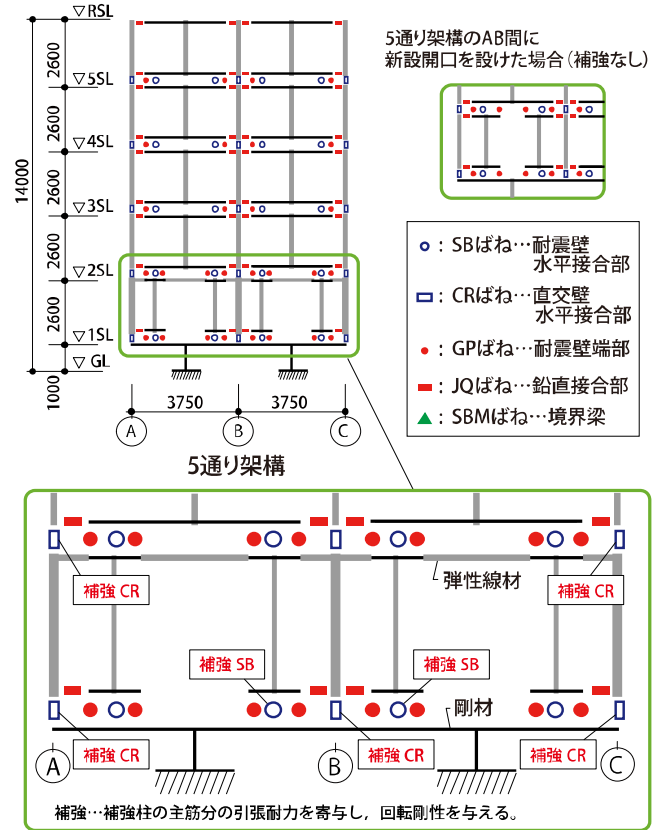 ▽RSL
▽5SL
▽4SL
▽3SL
▽2SL
▽1SL
▽GL
2600
2600
2600
2600
2600
1000
14000
3750
3750
A
B
C
5通り架構
5通り架構のAB間に
新設開口を設けた場合(補強なし)
: SBばね…耐震壁
水平接合部
: CRばね…直交壁
水平接合部
: GPばね…耐震壁端部
: JQばね…鉛直接合部
: SBMばね…境界梁
補強 CR
弾性線材
補強 CR
補強 SB
補強 SB
剛材
補強 CR
補強 CR
補強 CR
A
B
C
補強…補強柱の主筋分の引張耐力を寄与し,回転剛性を与える。